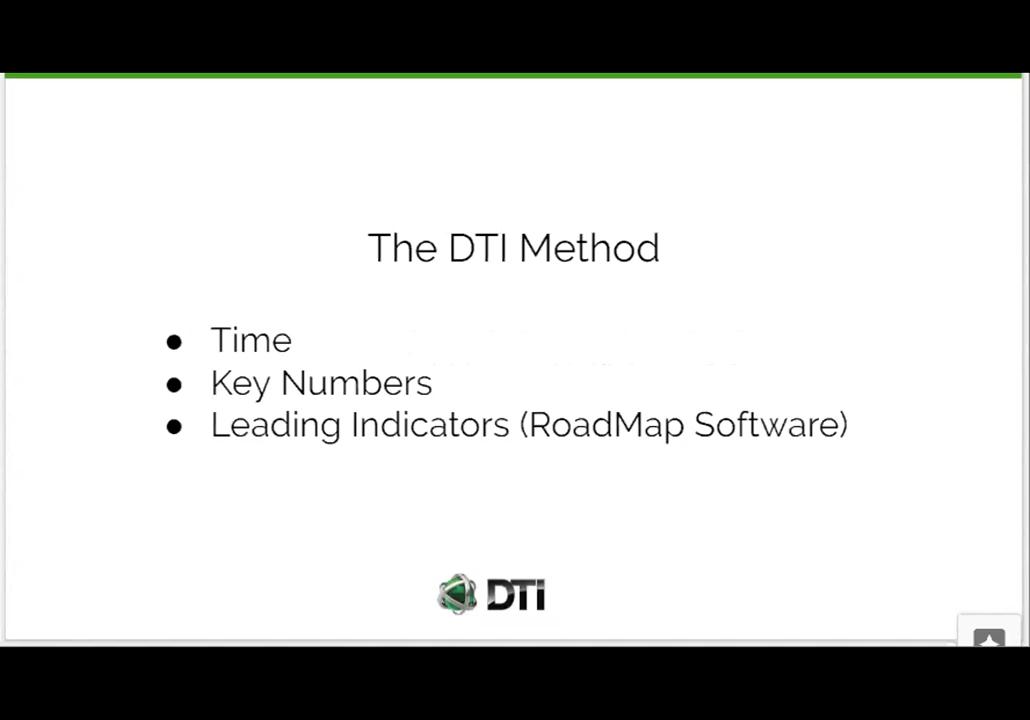 The DTI Method
● Time
● Key Numbers
● Leading Indicators (RoadMap Software)
DTI